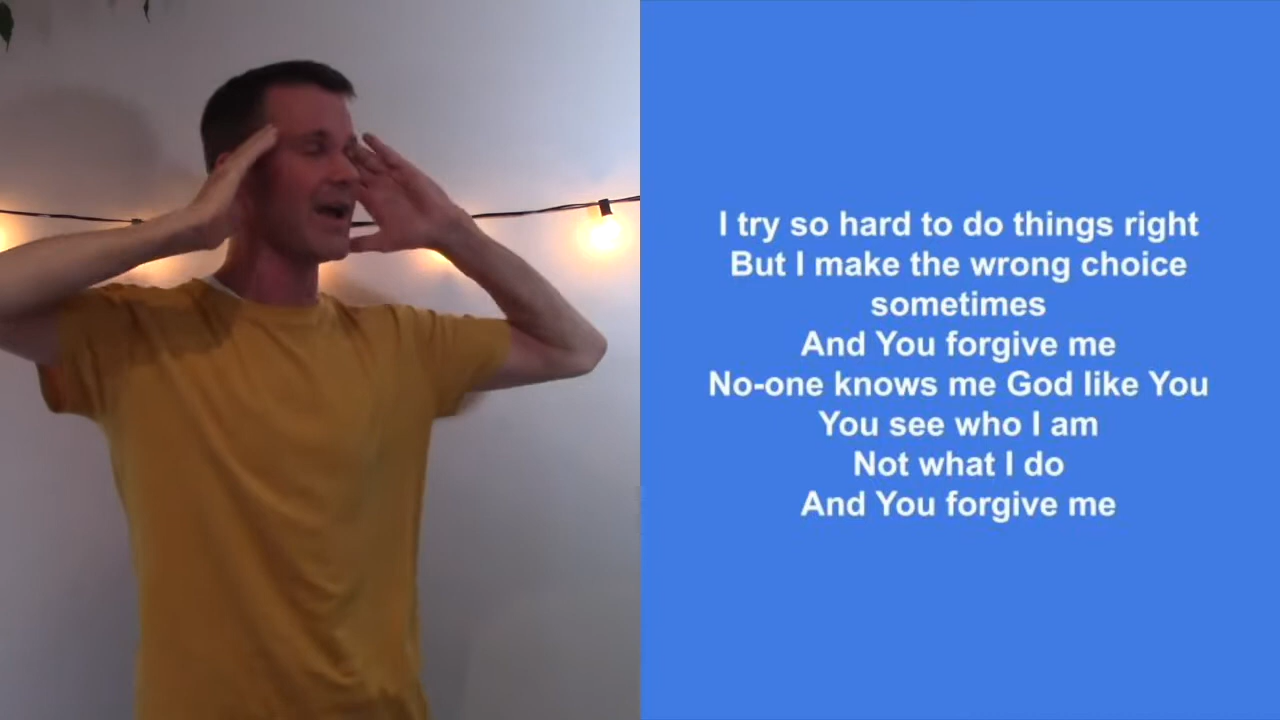 I try so hard to do things right
But I make the wrong choice
sometimes
And You forgive me
No-one knows me God like You
You see who I am
Not what I do
And You forgive me